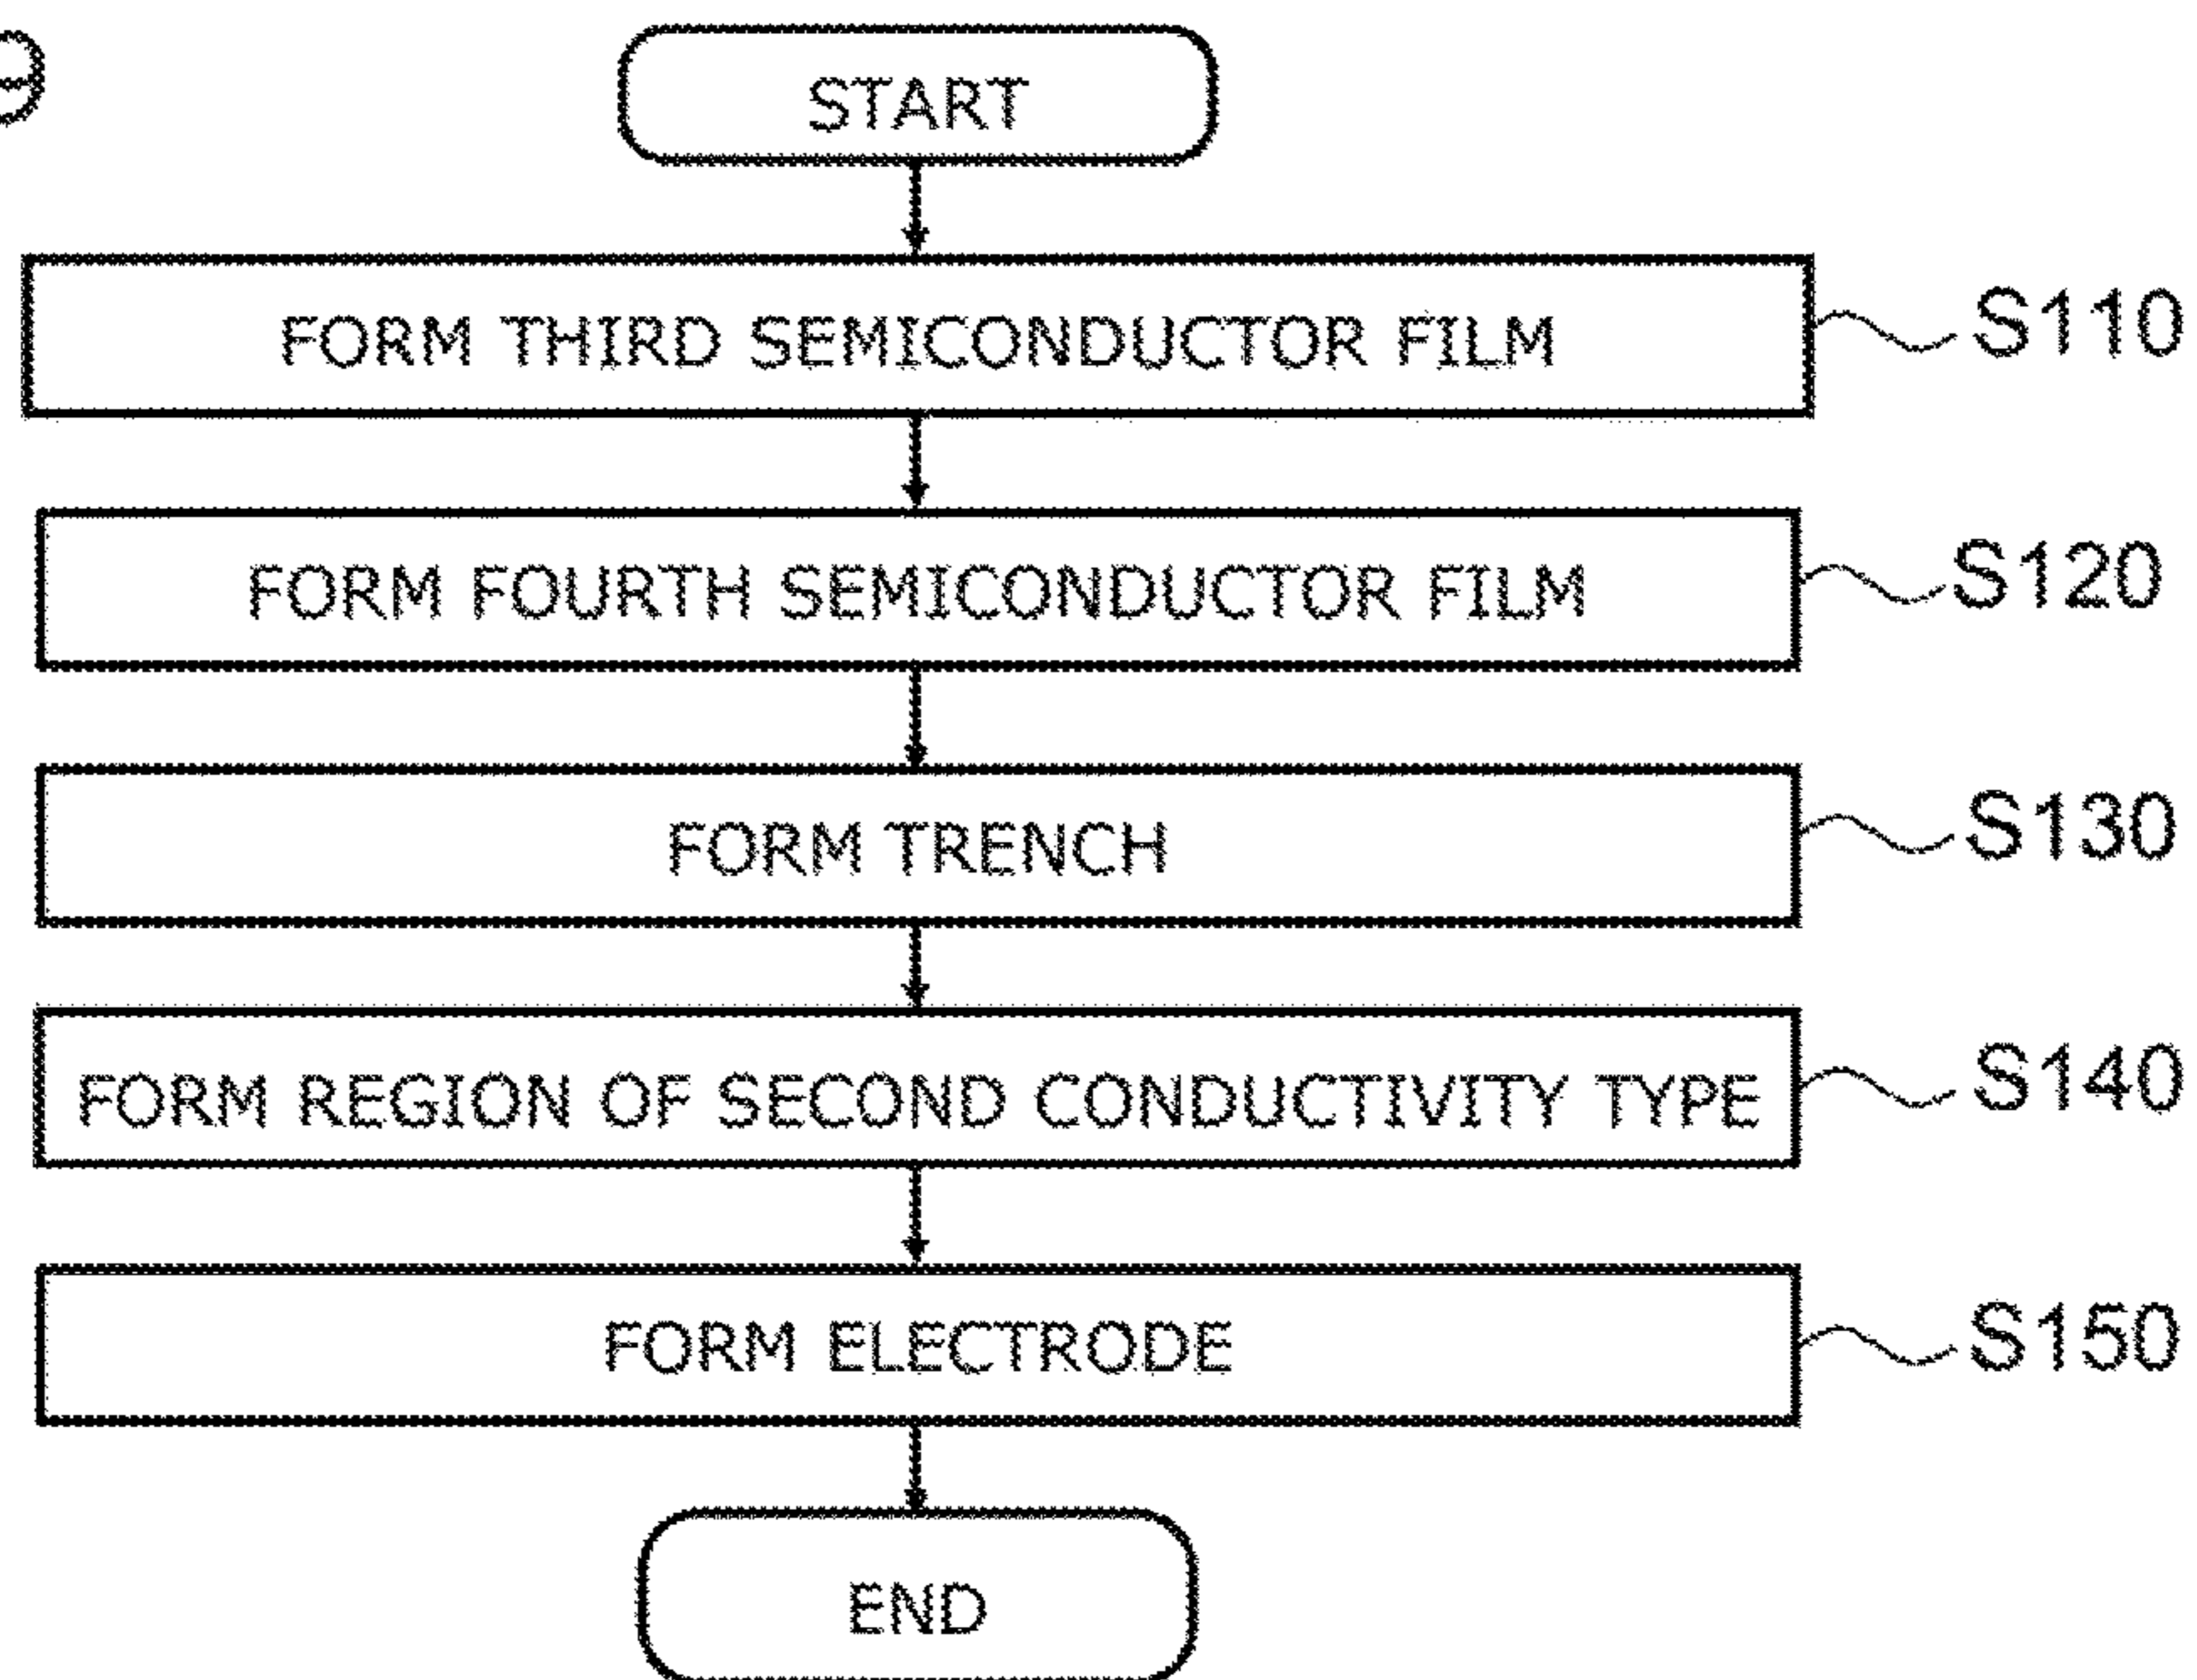 START
FORM THIRD SEMICONDUCTOR FILM S110
FORM FOURTH SEMICONDUCTOR FILM S120
FORM TRENCH S130
FORM REGION OF SECOND CONDUCTIVITY TYPE S140
FORM ELECTRODE S150
END